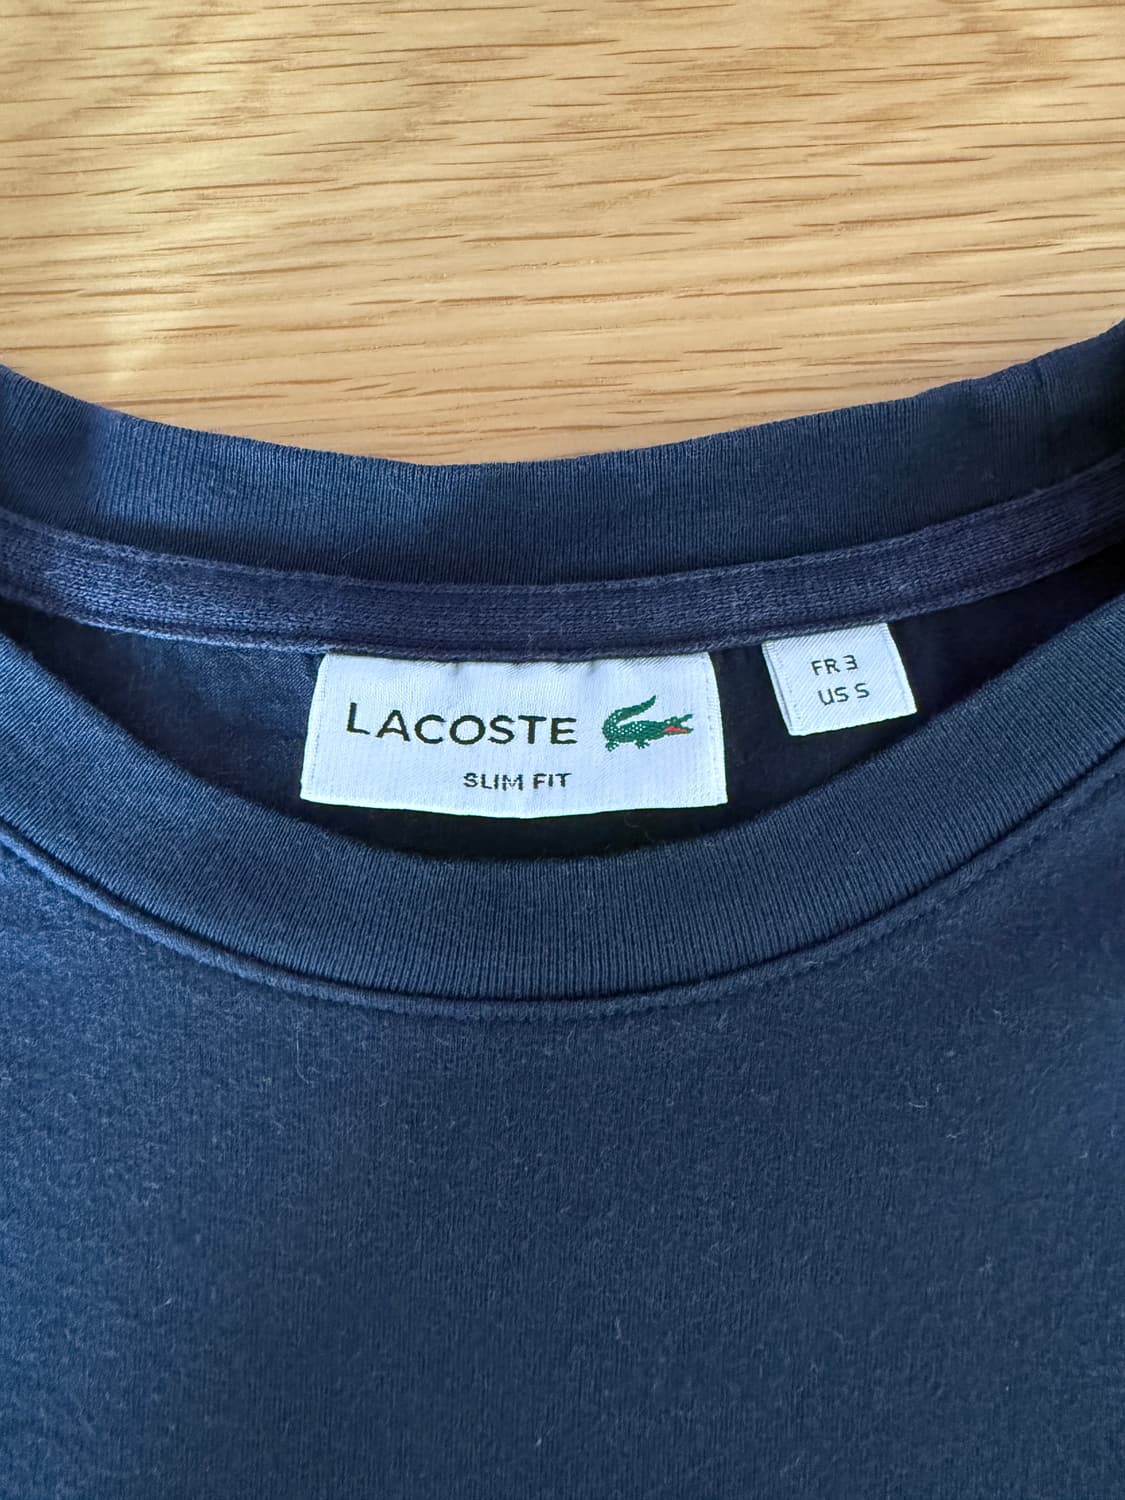 LACOSTE
SLIM FIT
FR 3
US S